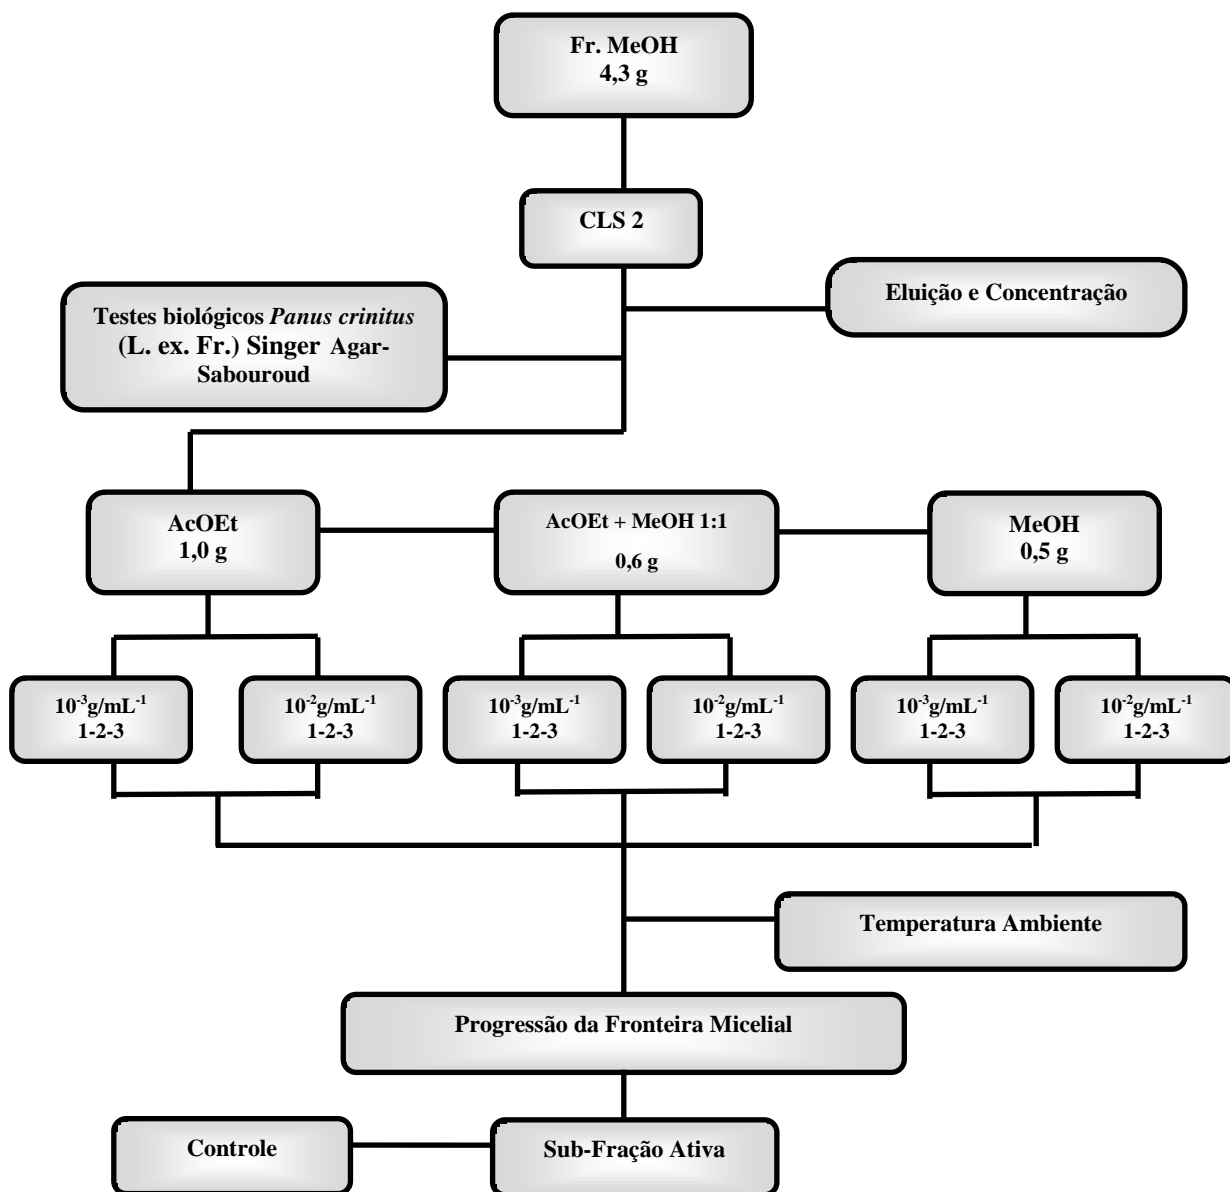 Fr. MeOH
4,3 g
CLS 2
Eluição e Concentração
Testes biológicos Panus crinitus
(L. ex. Fr.) Singer Agar-
Sabouroud
AcOEt
1,0 g
AcOEt + MeOH 1:1
0,6 g
MeOH
0,5 g
10⁻³g/mL⁻¹
1-2-3
10⁻²g/mL⁻¹
1-2-3
10⁻³g/mL⁻¹
1-2-3
10⁻²g/mL⁻¹
1-2-3
10⁻³g/mL⁻¹
1-2-3
10⁻²g/mL⁻¹
1-2-3
Temperatura Ambiente
Progressão da Fronteira Micelial
Controle
Sub-Fração Ativa